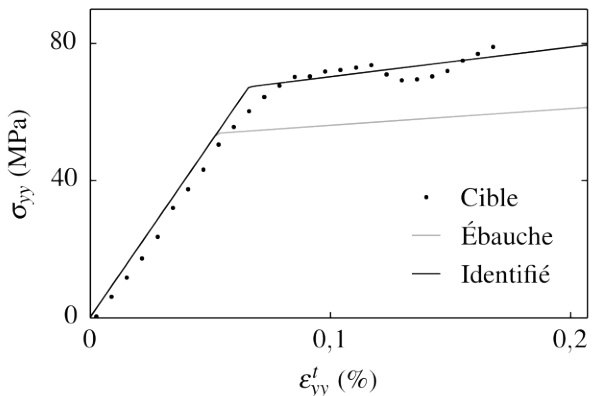 80
40
0
σyy (MPa)
Cible
Ébauche
Identifié
0
0,1
0,2
εᵗyy (%)